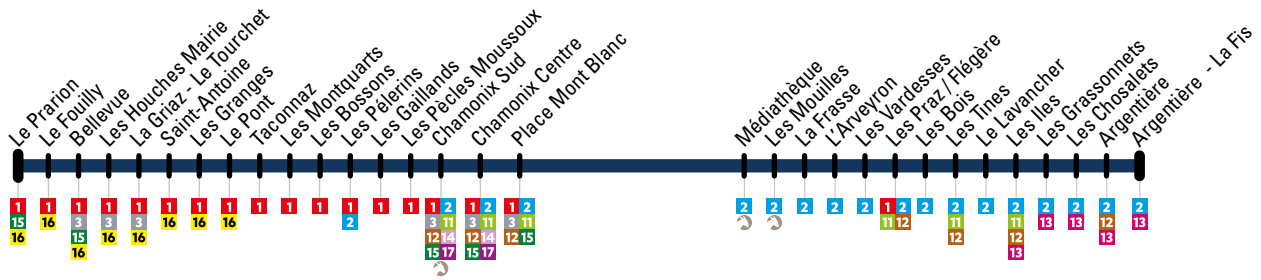 Le Prarion
Le Fouilly
Bellevue
Les Houches Mairie
La Griaz - Le Tourchet
Saint-Antoine
Les Granges
Le Pont
Taconnaz
Les Montquarts
Les Bossons
Les Pèlerins
Les Gaillands
Les Pècles Moussoux
Chamonix Sud
Chamonix Centre
Place Mont Blanc
Médiathèque
Les Mouilles
La Frasse
L'Arveyron
Les Vardesses
Les Praz / Flégère
Les Bois
Les Tines
Le Lavancher
Les Iles
Les Grassonnets
Les Chosalets
Argentière
Argentière - La Fis
1 1 1 1 1 1 1 1 1 1 1 1 1 1 1 2 1 2 1 2 2 2 2 2 2 1 2 2 2 2 2 2 2 2 2
15 16 3 3 3 16 16 16 2 3 11 3 11 3 11 11 12 11 11 13 13 12 13
16 15 16 16 12 14 12 14 12 15 12 12 13
16 15 17 15 17 13